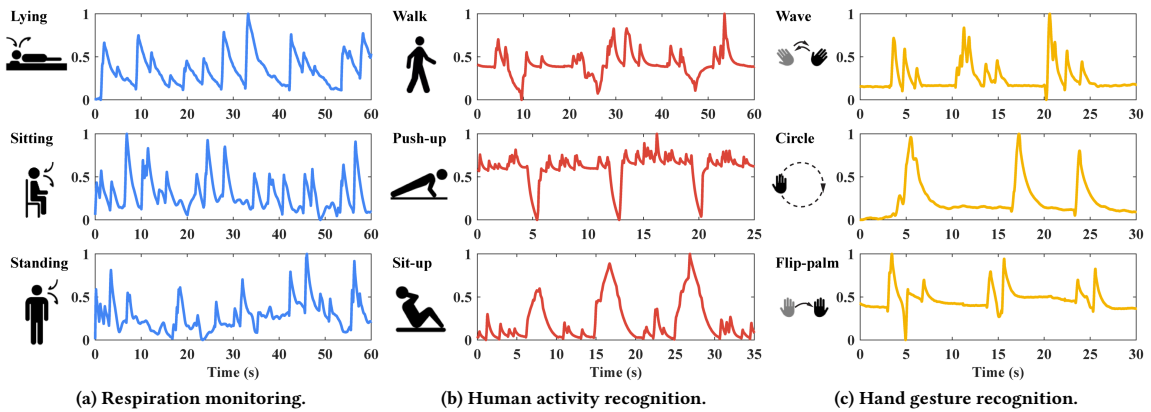 Lying
1
0.5
0
0 10 20 30 40 50 60
Sitting
1
0.5
0
0 10 20 30 40 50 60
Standing
1
0.5
0
0 10 20 30 40 50 60
Time (s)
(a) Respiration monitoring.
Walk
1
0.5
0
0 10 20 30 40 50 60
Push-up
1
0.5
0
0 5 10 15 20 25
Sit-up
1
0.5
0
0 5 10 15 20 25 30 35
Time (s)
(b) Human activity recognition.
Wave
1
0.5
0
0 5 10 15 20 25 30
Circle
1
0.5
0
0 5 10 15 20 25 30
Flip-palm
1
0.5
0
0 5 10 15 20 25 30
Time (s)
(c) Hand gesture recognition.